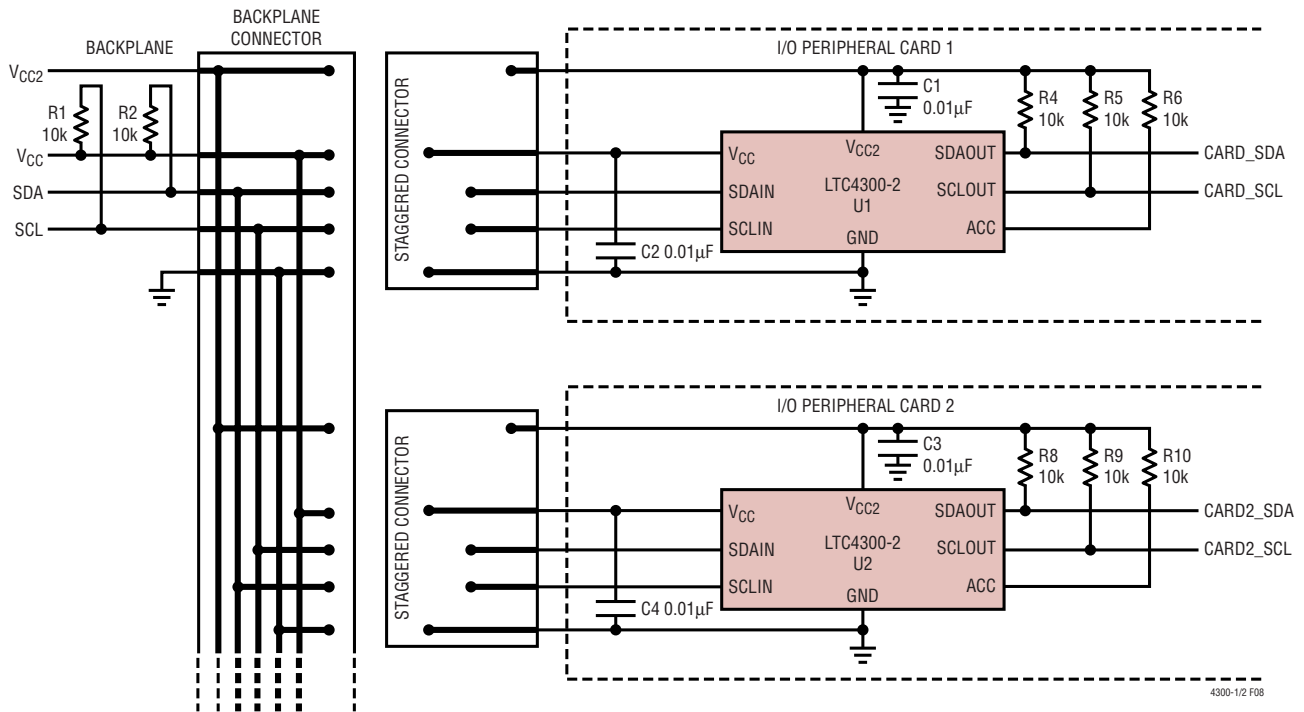 BACKPLANE
CONNECTOR
BACKPLANE
VCC2
R1
10k
R2
10k
VCC
SDA
SCL
STAGGERED CONNECTOR
I/O PERIPHERAL CARD 1
C1
0.01µF
R4
10k
R5
10k
R6
10k
VCC
VCC2
SDAOUT
CARD_SDA
SDAIN
LTC4300-2
U1
SCLOUT
CARD_SCL
SCLIN
GND
ACC
C2 0.01µF
STAGGERED CONNECTOR
I/O PERIPHERAL CARD 2
C3
0.01µF
R8
10k
R9
10k
R10
10k
VCC
VCC2
SDAOUT
CARD2_SDA
SDAIN
LTC4300-2
U2
SCLOUT
CARD2_SCL
SCLIN
GND
ACC
C4 0.01µF
4300-1/2 F08